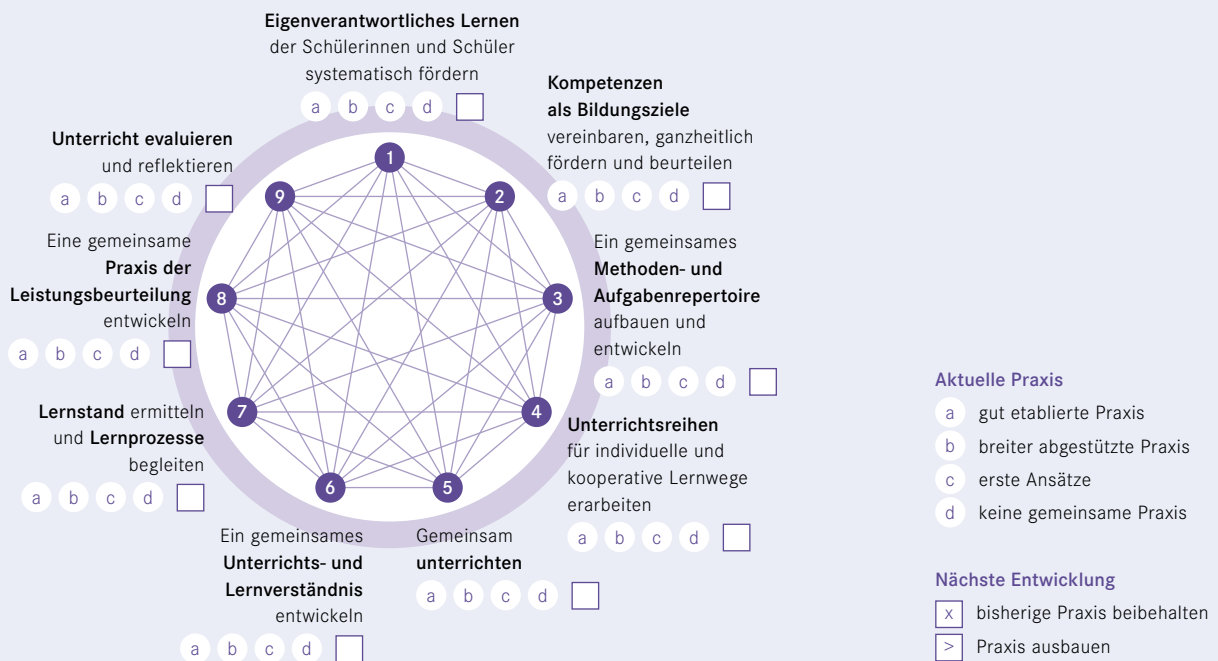 Eigenverantwortliches Lernen
der Schülerinnen und Schüler
systematisch fördern
a b c d
Kompetenzen
als Bildungsziele
vereinbaren, ganzheitlich
fördern und beurteilen
a b c d
Unterricht evaluieren
und reflektieren
a b c d
1
9
2
Eine gemeinsame
Praxis der
Leistungsbeurteilung
entwickeln
a b c d
8
3
Ein gemeinsames
Methoden- und
Aufgabenrepertoire
aufbauen und
entwickeln
a b c d
Lernstand ermitteln
und Lernprozesse
begleiten
a b c d
7
4
Unterrichtsreihen
für individuelle und
kooperative Lernwege
erarbeiten
a b c d
6
5
Ein gemeinsames
Unterrichts- und
Lernverständnis
entwickeln
a b c d
Gemeinsam
unterrichten
a b c d
Aktuelle Praxis
a gut etablierte Praxis
b breiter abgestützte Praxis
c erste Ansätze
d keine gemeinsame Praxis
Nächste Entwicklung
x bisherige Praxis beibehalten
> Praxis ausbauen